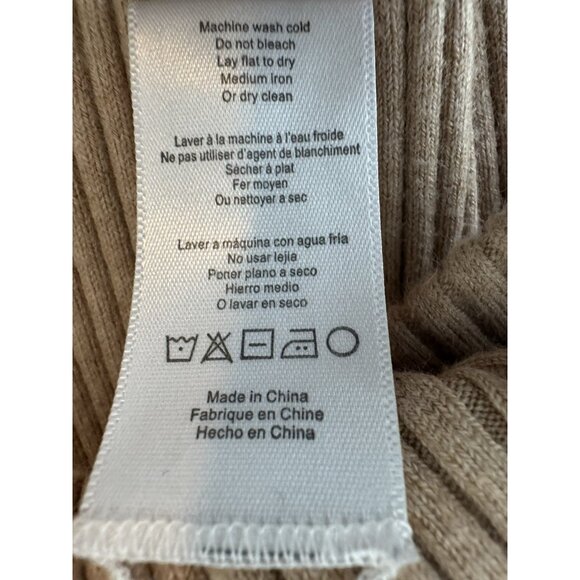 Machine wash cold
Do not bleach
Lay flat to dry
Medium iron
Or dry clean
Laver à la machine à l'eau froide
Ne pas utiliser d'agent de blanchiment
Sécher à plat
Fer moyen
Ou nettoyer a sec
Lavar a máquina con agua fria
No usar lejia
Poner plano a seco
Hierro medio
O lavar en seco
Made in China
Fabrique en Chine
Hecho en China